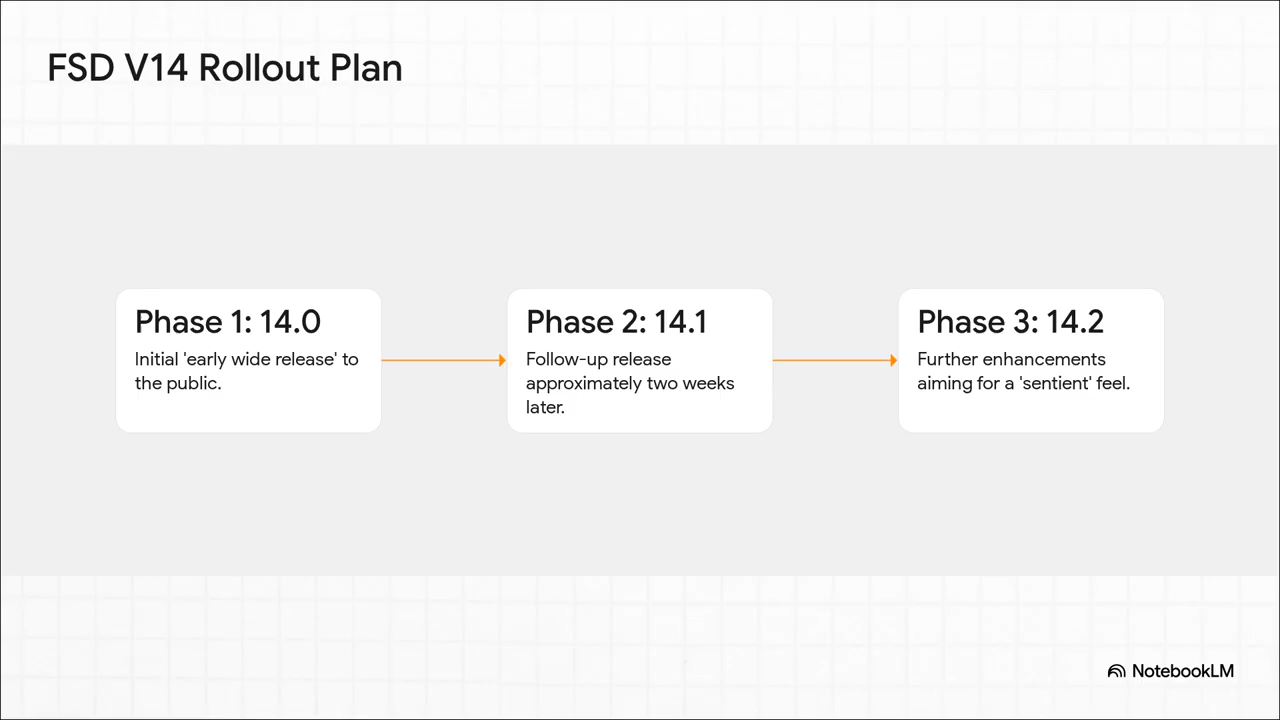 FSD V14 Rollout Plan
Phase 1: 14.0
Initial 'early wide release' to
the public.
Phase 2: 14.1
Follow-up release
approximately two weeks
later.
Phase 3: 14.2
Further enhancements
aiming for a 'sentient' feel.
NotebookLM